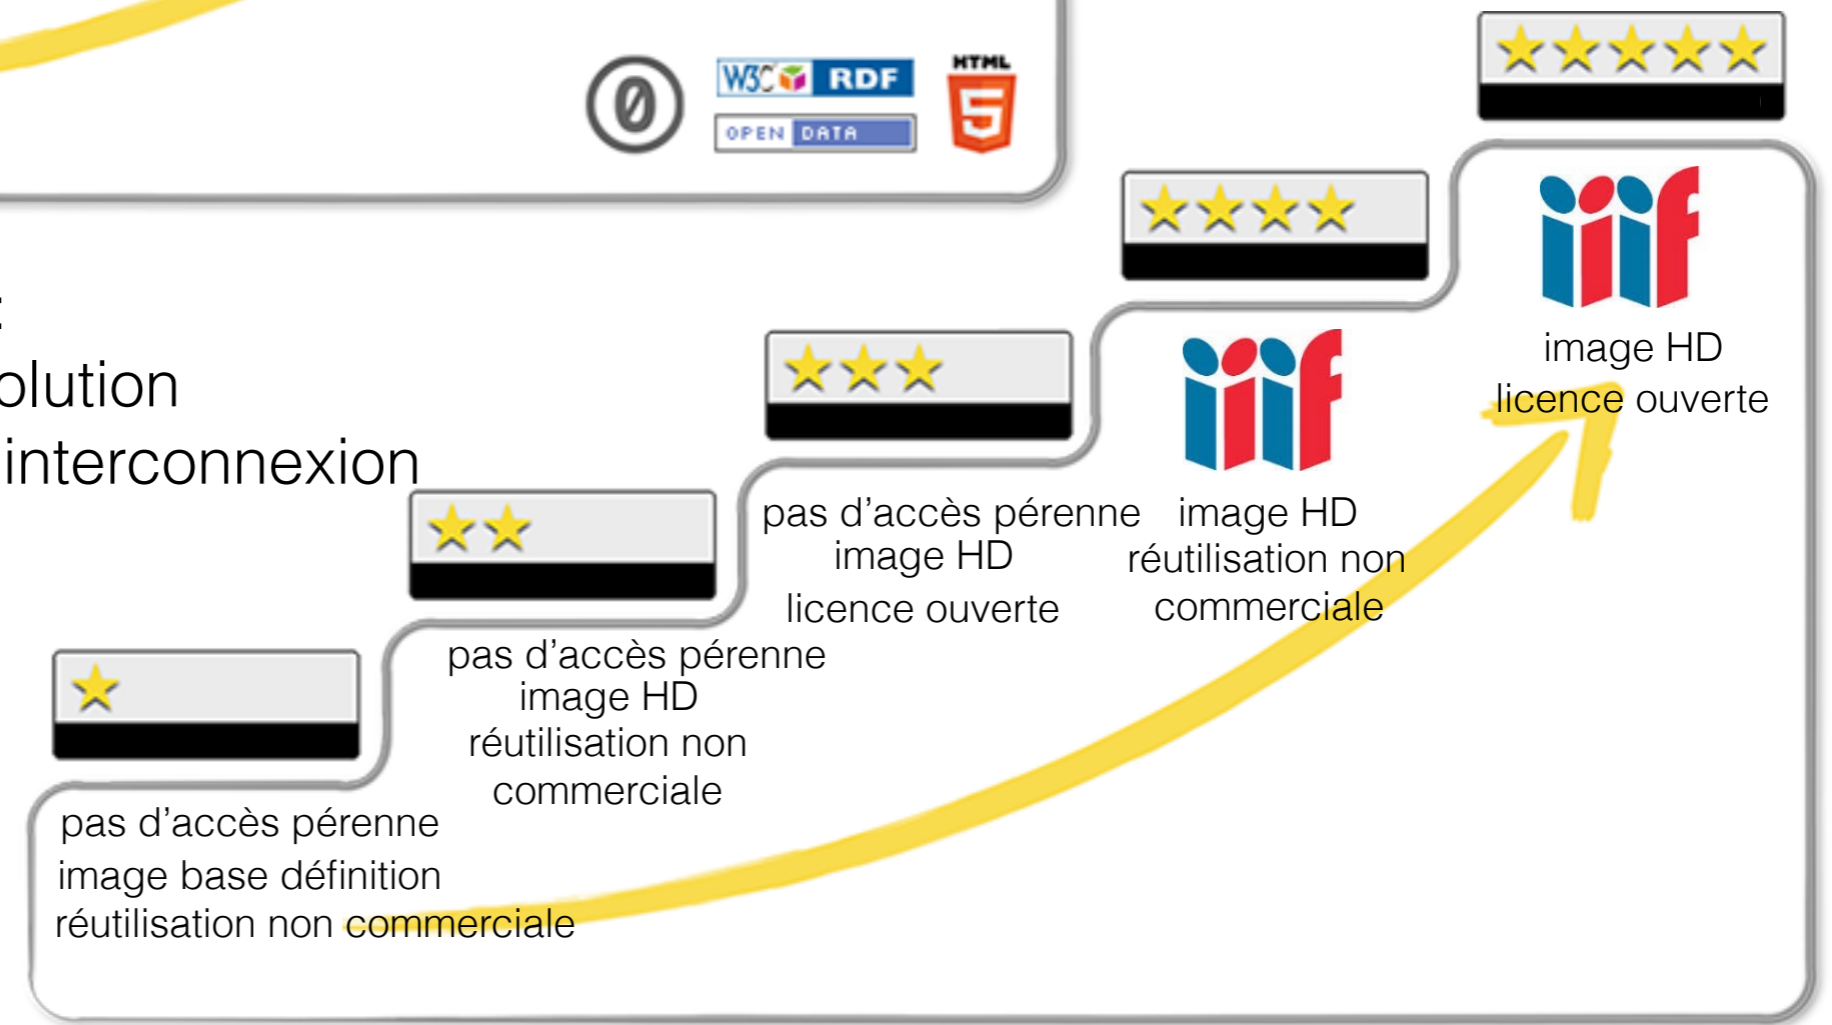 W3C RDF
OPEN DATA
HTML
5
0
:
olution
interconnexion
pas d'accès pérenne
image base définition
réutilisation non commerciale
pas d'accès pérenne
image HD
réutilisation non
commerciale
pas d'accès pérenne
image HD
licence ouverte
iiif
image HD
réutilisation non
commerciale
iiif
image HD
licence ouverte